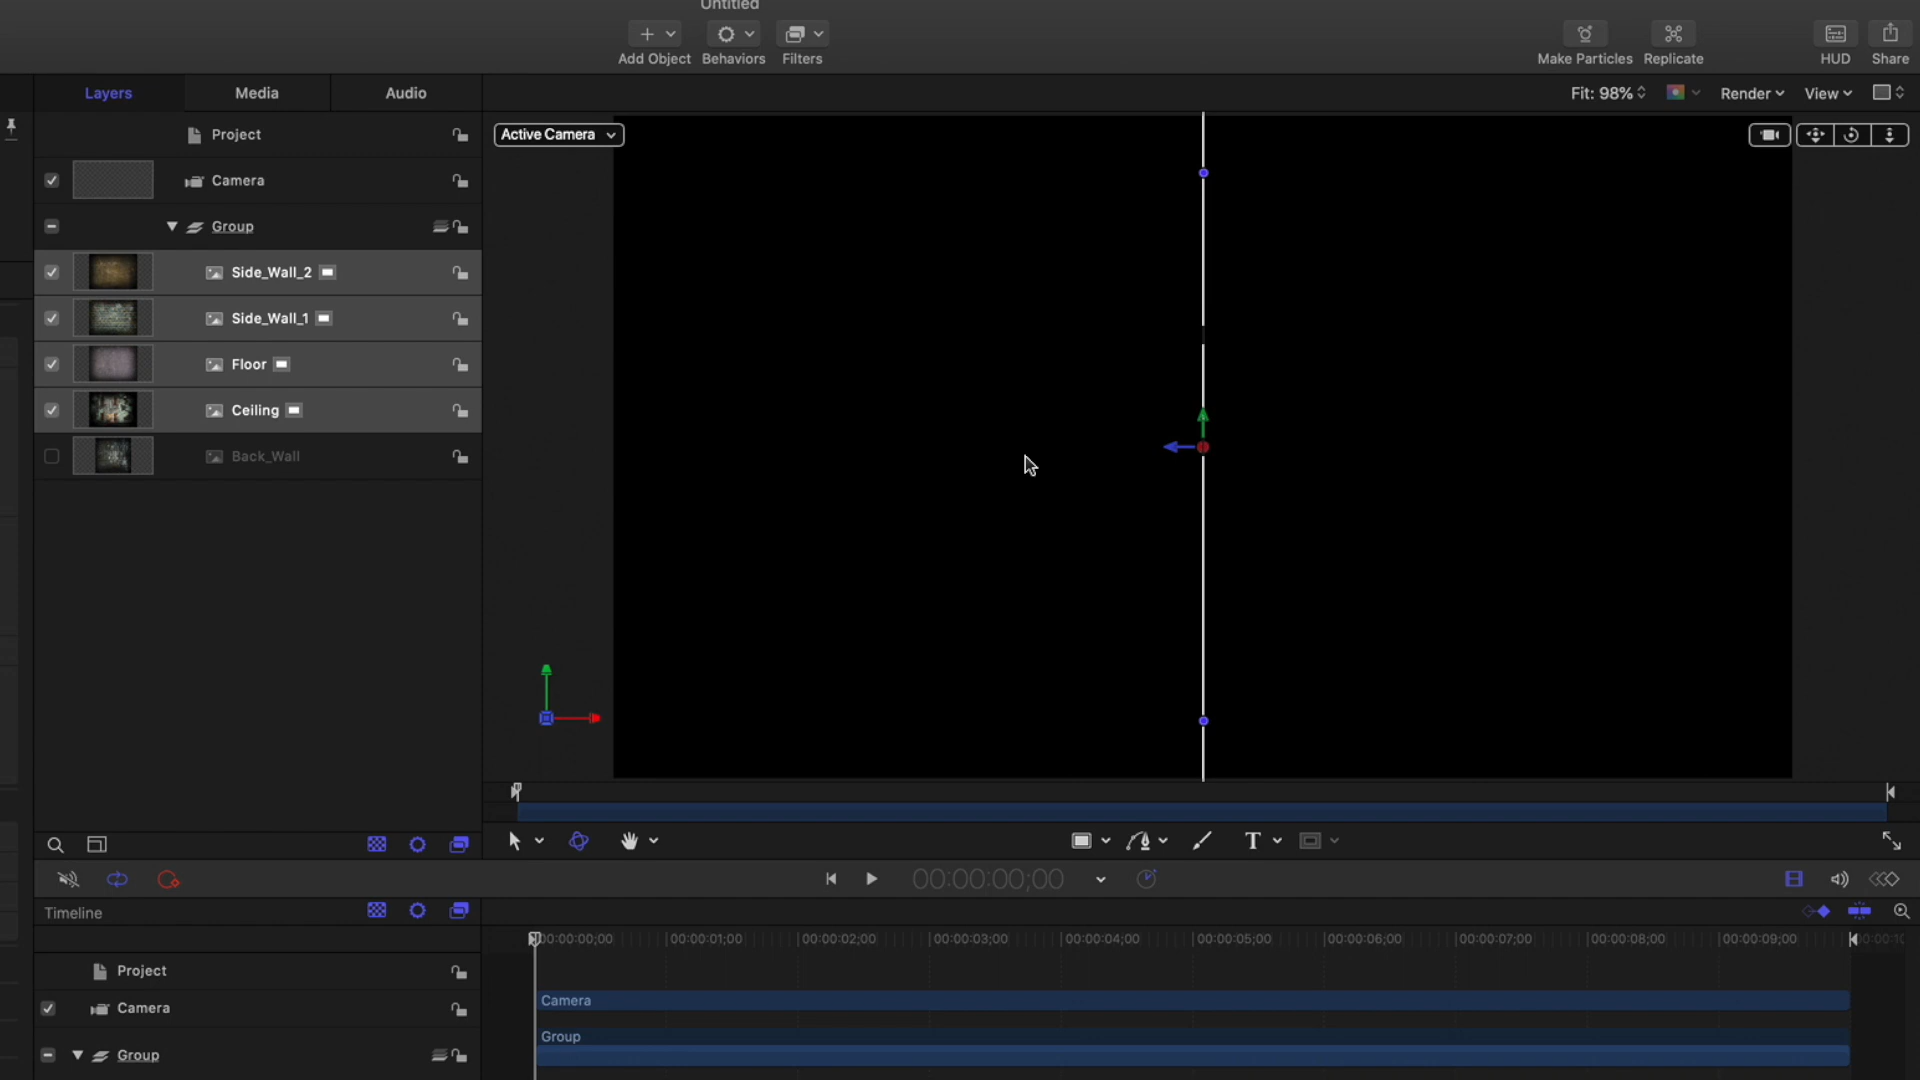 Untitled
Add Object
Behaviors
Filters
Make Particles
Replicate
HUD
Share
Layers
Media
Audio
Fit: 98%
Render
View
Project
Active Camera
Camera
Group
Side_Wall_2
Side_Wall_1
Floor
Ceiling
Back_Wall
T
00:00:00;00
Timeline
00:00:00;00
00:00:01;00
00:00:02;00
00:00:03;00
00:00:04;00
00:00:05;00
00:00:06;00
00:00:07;00
00:00:08;00
00:00:09;00
Project
Camera
Camera
Group
Group